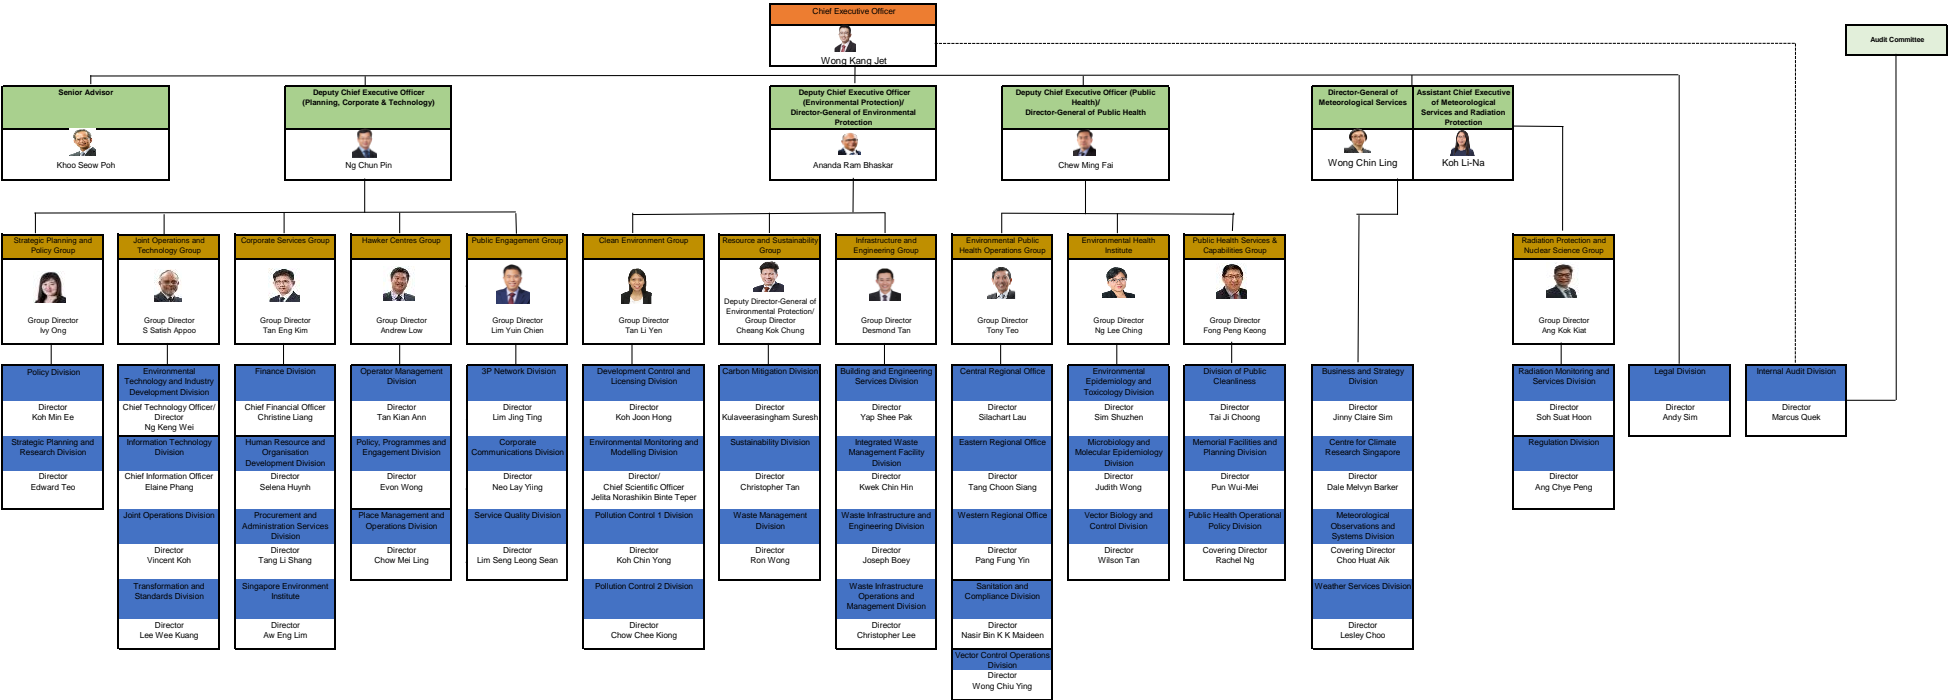 Chief Executive Officer
Wong Kang Jet
Audit Committee
Senior Advisor
Khoo Seow Poh
Deputy Chief Executive Officer
(Planning, Corporate & Technology)
Ng Chun Pin
Deputy Chief Executive Officer
(Environmental Protection)/
Director-General of Environmental
Protection
Ananda Ram Bhaskar
Deputy Chief Executive Officer (Public
Health)/
Director-General of Public Health
Chew Ming Fai
Director-General of
Meteorological Services
Wong Chin Ling
Assistant Chief Executive
of Meteorological
Services and Radiation
Protection
Koh Li-Na
Strategic Planning and
Policy Group
Group Director
Ivy Ong
Policy Division
Director
Koh Min Ee
Strategic Planning and
Research Division
Director
Edward Teo
Joint Operations and
Technology Group
Group Director
S Satish Appoo
Environmental
Technology and Industry
Development Division
Chief Technology Officer/
Director
Ng Keng Wei
Information Technology
Division
Chief Information Officer
Elaine Phang
Joint Operations Division
Director
Vincent Koh
Transformation and
Standards Division
Director
Lee Wee Kuang
Corporate Services Group
Group Director
Tan Eng Kim
Finance Division
Chief Financial Officer
Christine Liang
Human Resource and
Organisation
Development Division
Director
Selena Huynh
Procurement and
Administration Services
Division
Director
Tang Li Shang
Singapore Environment
Institute
Director
Aw Eng Lim
Hawker Centres Group
Group Director
Andrew Low
Operator Management
Division
Director
Tan Kian Ann
Policy, Programmes and
Engagement Division
Director
Evon Wong
Place Management and
Operations Division
Director
Chow Mei Ling
Public Engagement Group
Group Director
Lim Yuin Chien
3P Network Division
Director
Lim Jing Ting
Corporate
Communications Division
Director
Neo Lay Yiing
Service Quality Division
Director
Lim Seng Leong Sean
Clean Environment Group
Group Director
Tan Li Yen
Development Control and
Licensing Division
Director
Koh Joon Hong
Environmental Monitoring and
Modelling Division
Director/
Chief Scientific Officer
Jelita Norashikin Binte Teper
Pollution Control 1 Division
Director
Koh Chin Yong
Pollution Control 2 Division
Director
Chow Chee Kiong
Resource and Sustainability
Group
Deputy Director-General of
Environmental Protection/
Group Director
Cheang Kok Chung
Carbon Mitigation Division
Director
Kulaveerasingham Suresh
Sustainability Division
Director
Christopher Tan
Waste Management
Division
Director
Ron Wong
Infrastructure and
Engineering Group
Group Director
Desmond Tan
Building and Engineering
Services Division
Director
Yap Shee Pak
Integrated Waste
Management Facility
Division
Director
Kwek Chin Hin
Waste Infrastructure and
Engineering Division
Director
Joseph Boey
Waste Infrastructure
Operations and
Management Division
Director
Christopher Lee
Environmental Public
Health Operations Group
Group Director
Tony Teo
Central Regional Office
Director
Silachart Lau
Eastern Regional Office
Director
Tang Choon Siang
Western Regional Office
Director
Pang Fung Yin
Sanitation and
Compliance Division
Director
Nasir Bin K K Maideen
Vector Control Operations
Division
Director
Wong Chiu Ying
Environmental Health
Institute
Group Director
Ng Lee Ching
Environmental
Epidemiology and
Toxicology Division
Director
Sim Shuzhen
Microbiology and
Molecular Epidemiology
Division
Director
Judith Wong
Vector Biology and
Control Division
Director
Wilson Tan
Public Health Services &
Capabilities Group
Group Director
Fong Peng Keong
Division of Public
Cleanliness
Director
Tai Ji Choong
Memorial Facilities and
Planning Division
Director
Pun Wui-Mei
Public Health Operational
Policy Division
Covering Director
Rachel Ng
Business and Strategy
Division
Director
Jinny Claire Sim
Centre for Climate
Research Singapore
Director
Dale Melvyn Barker
Meteorological
Observations and
Systems Division
Covering Director
Choo Huat Aik
Weather Services Division
Director
Lesley Choo
Radiation Protection and
Nuclear Science Group
Group Director
Ang Kok Kiat
Radiation Monitoring and
Services Division
Director
Soh Suat Hoon
Regulation Division
Director
Ang Chye Peng
Legal Division
Director
Andy Sim
Internal Audit Division
Director
Marcus Quek